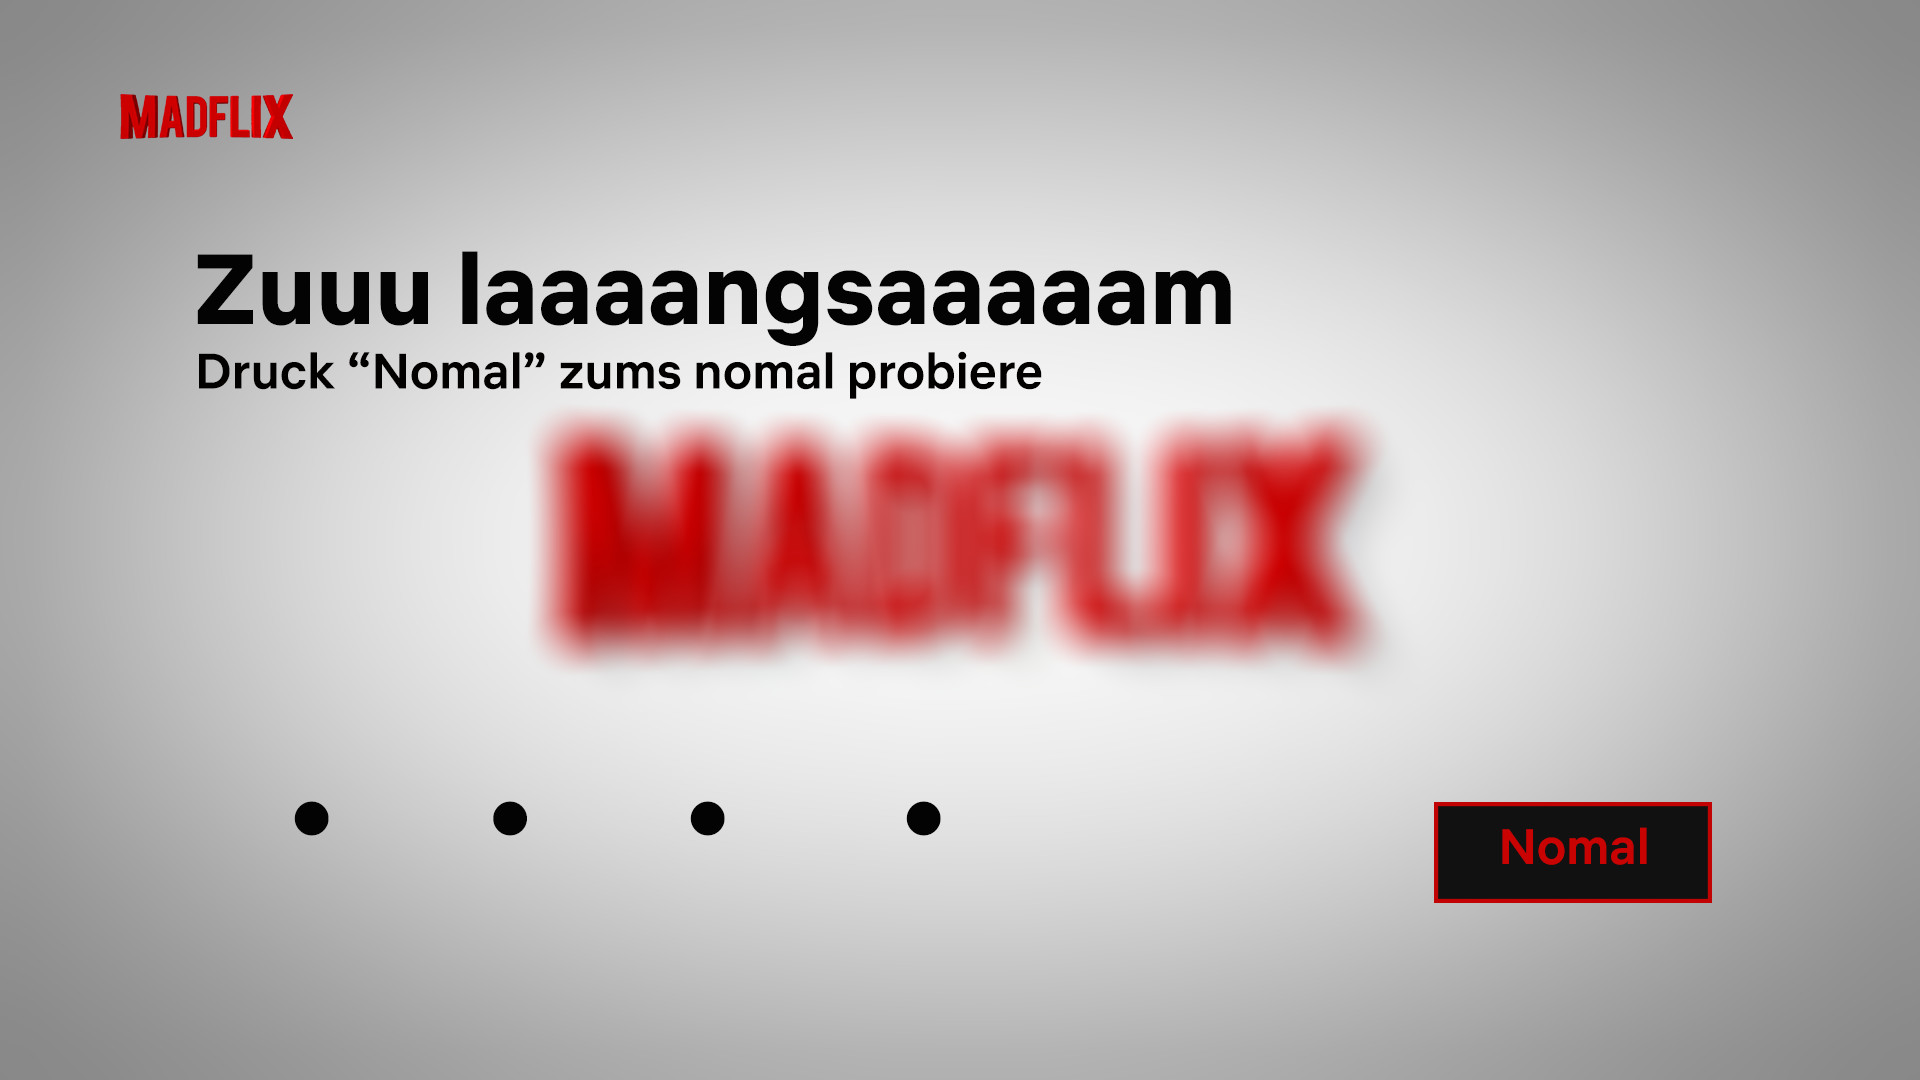 MADFLIX
Zuuu laaaangsaaaaam
Druck “Nomal” zums nomal probiere
MADFLIX
Nomal